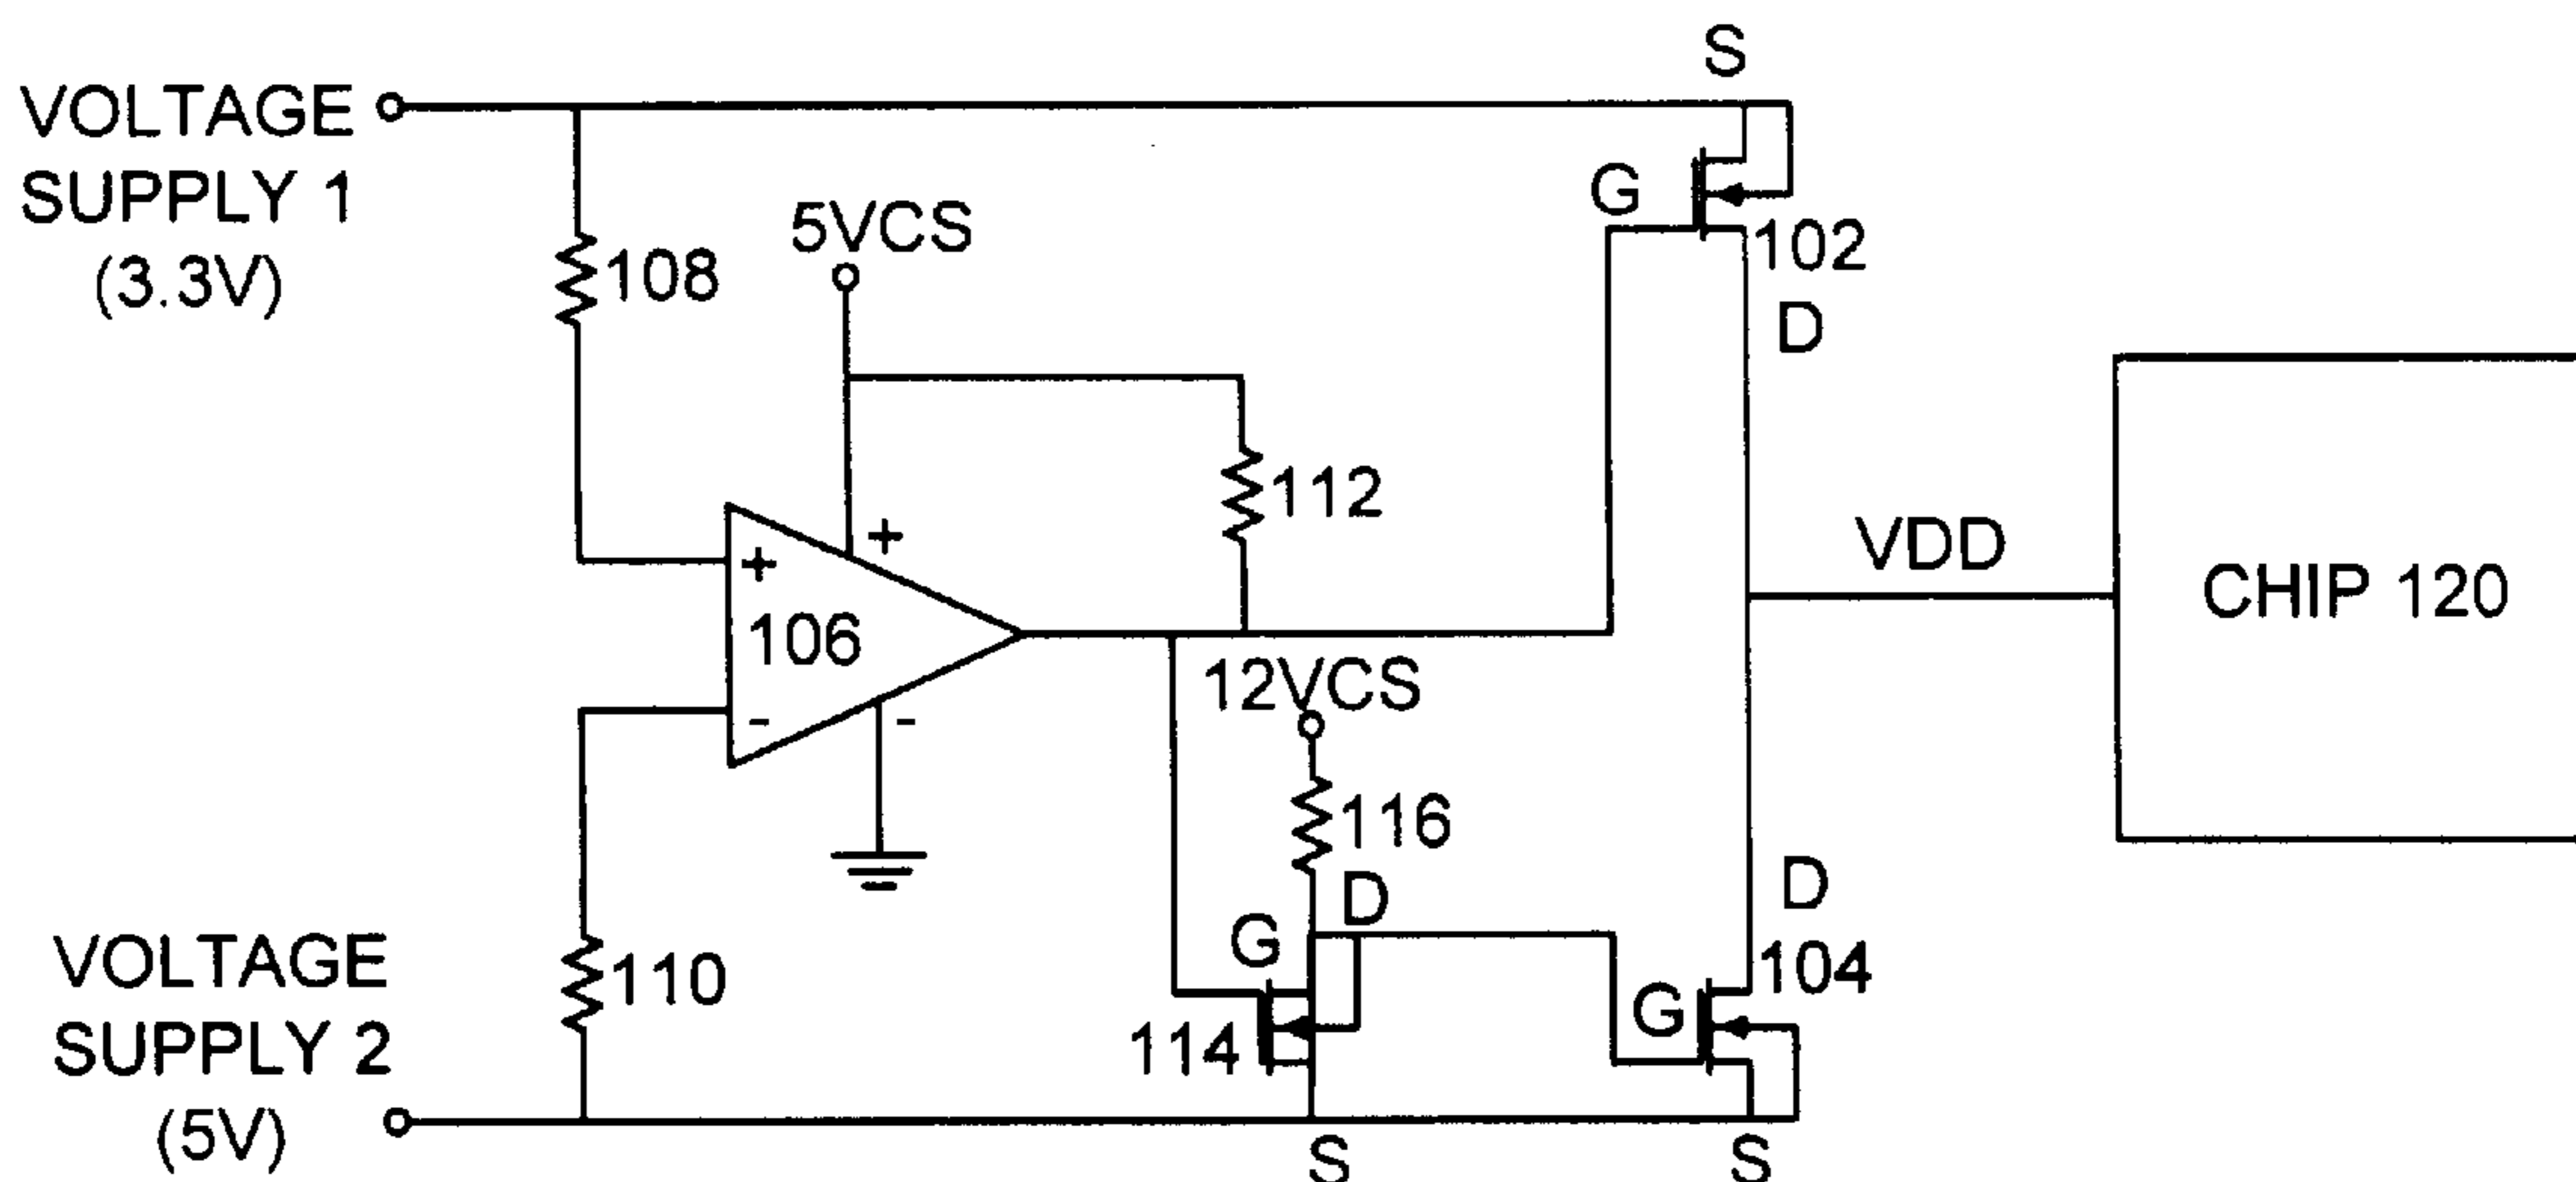 S
VOLTAGE
SUPPLY 1
(3.3V)
G
102
D
5VCS
108
112
+
+
106
-
-
VDD
CHIP 120
12VCS
116
D
G
114
D
104
G
110
VOLTAGE
SUPPLY 2
(5V)
S
S